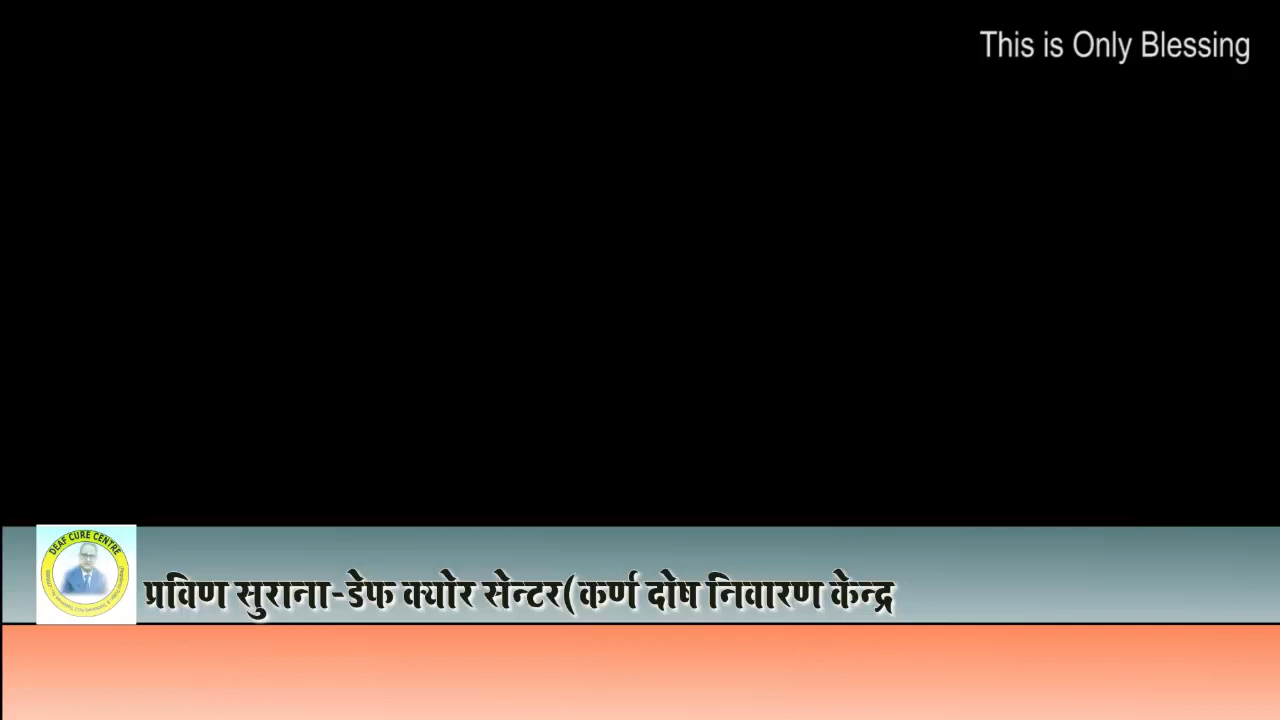 This is Only Blessing
DEAF CURE CENTRE
प्रविण सुराना-डेफ क्योर सेन्टर(कर्ण दोष निवारण केन्द्र